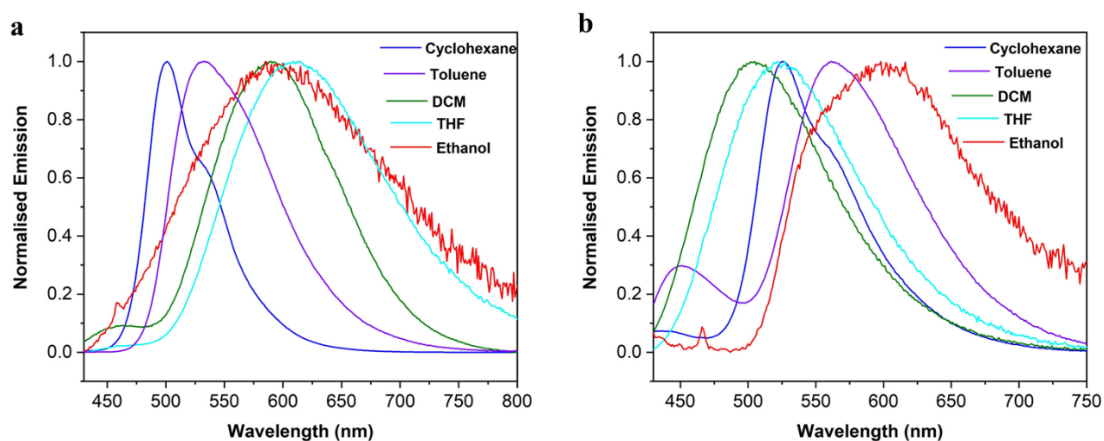 a
Normalised Emission
1.0
0.8
0.6
0.4
0.2
0.0
Cyclohexane
Toluene
DCM
THF
Ethanol
450 500 550 600 650 700 750 800
Wavelength (nm)
b
Normalised Emission
1.0
0.8
0.6
0.4
0.2
0.0
Cyclohexane
Toluene
DCM
THF
Ethanol
450 500 550 600 650 700 750
Wavelength (nm)